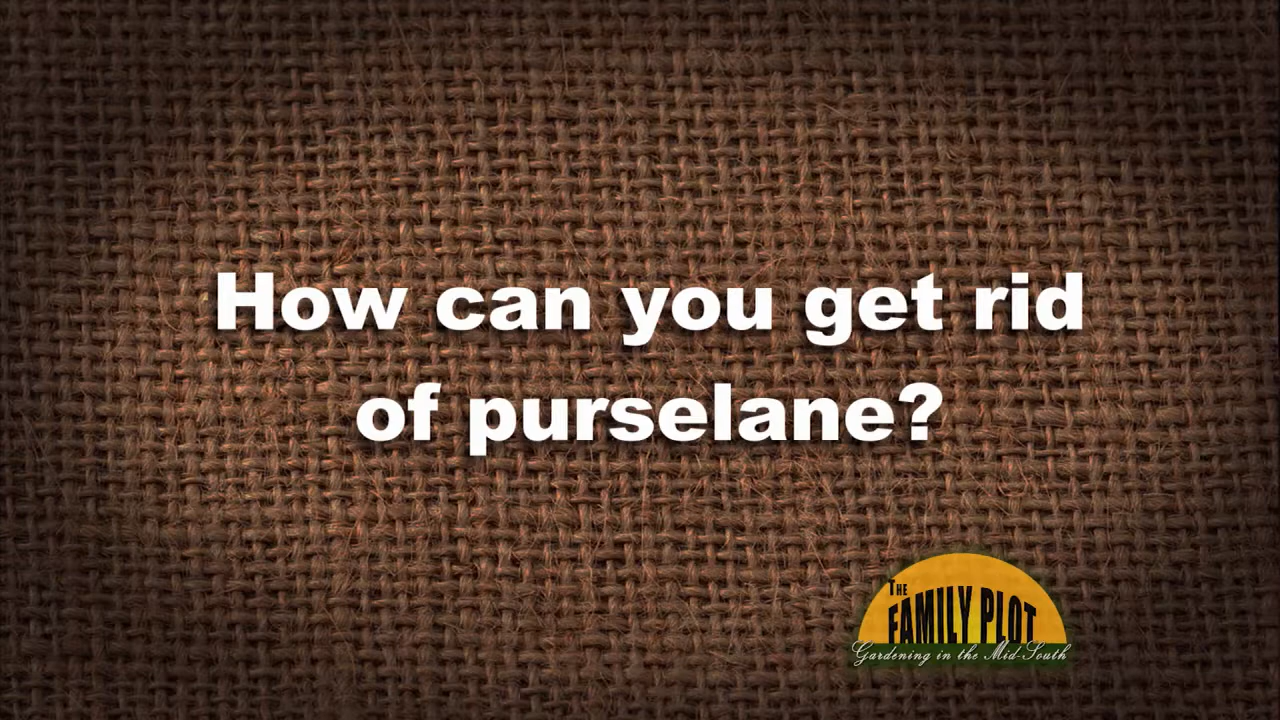 How can you get rid
of purselane?
THE
FAMILY PLOT
Gardening in the Mid-South